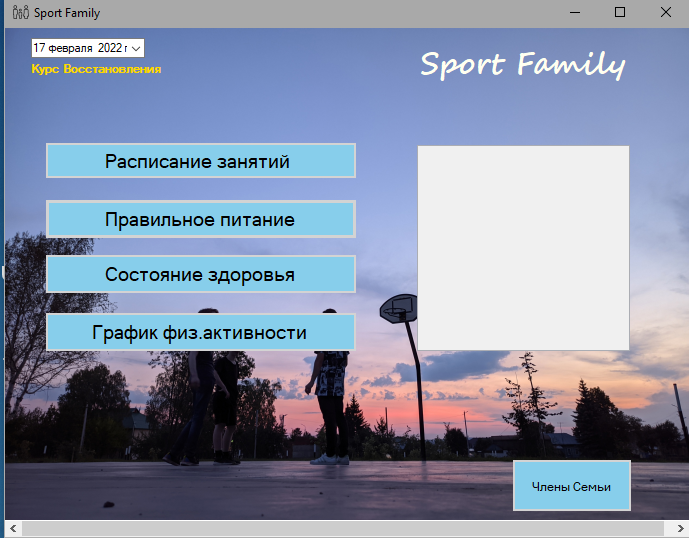 Sport Family
17 февраля 2022 г
Курс Восстановления
Sport Family
Расписание занятий
Правильное питание
Состояние здоровья
График физ.активности
Члены Семьи